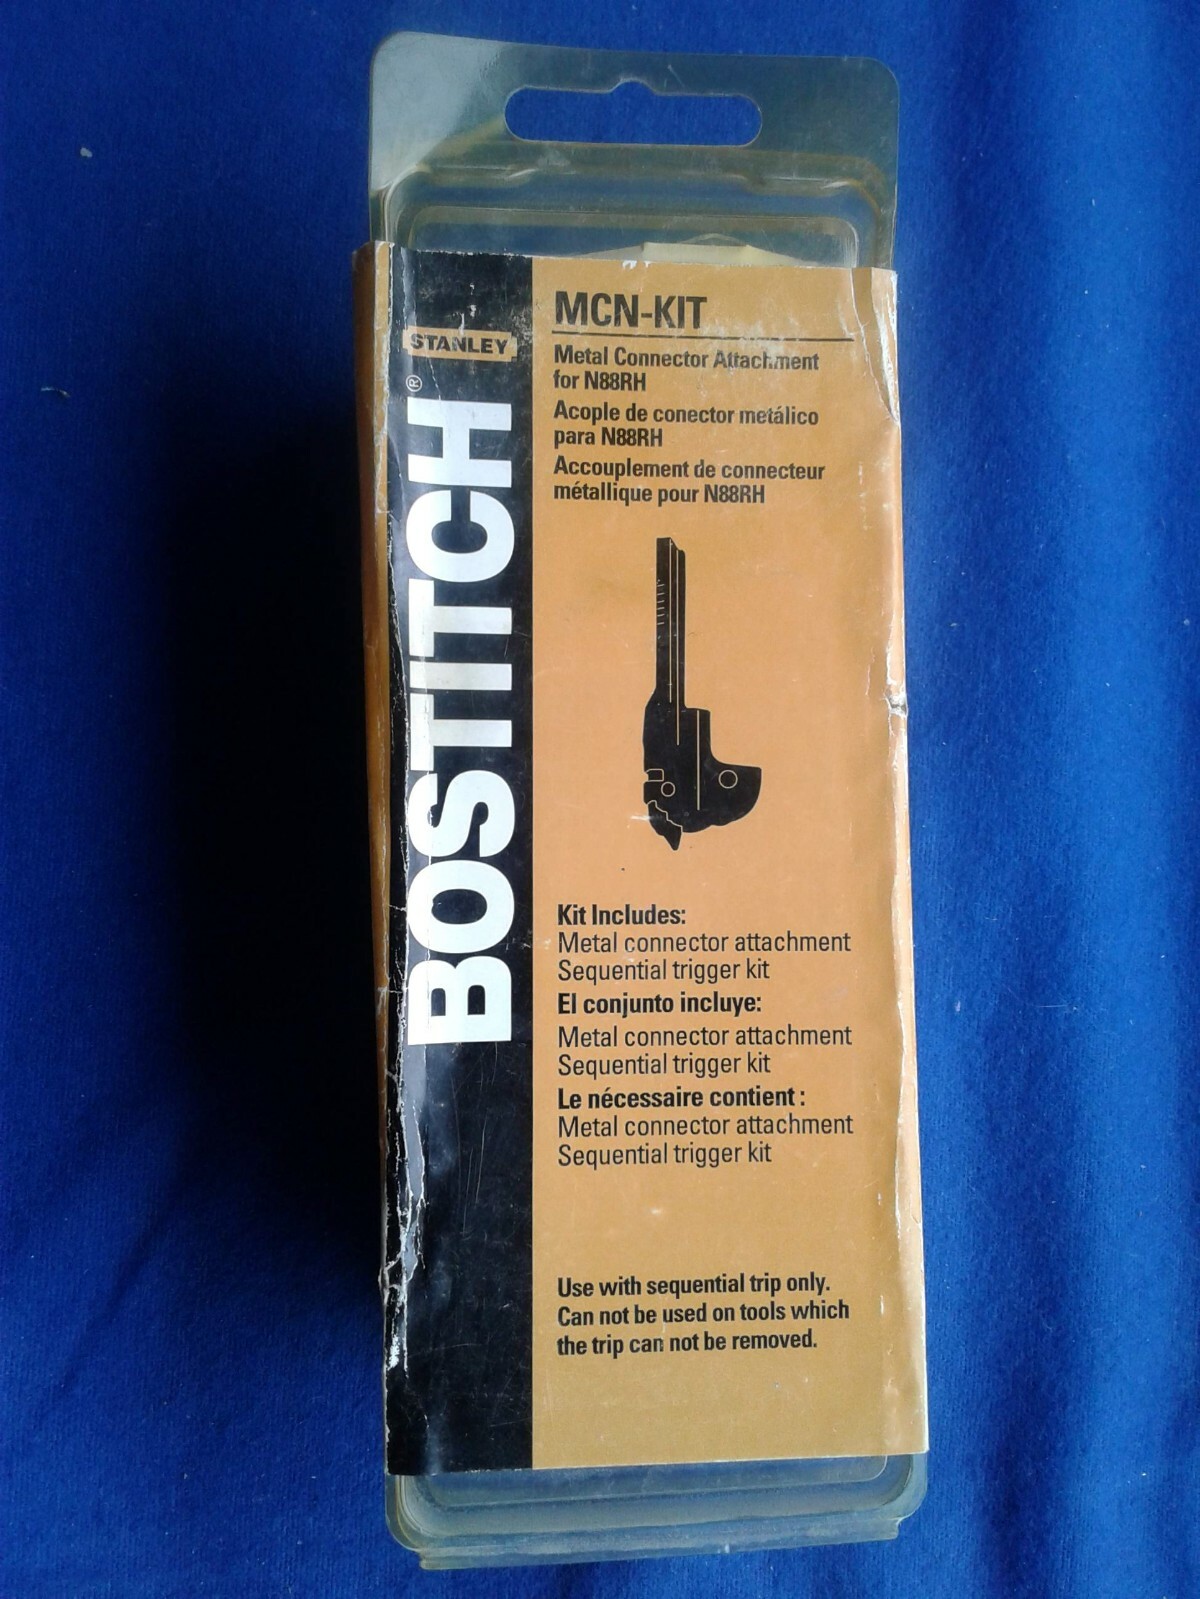 STANLEY
BOSTITCH®
MCN-KIT
Metal Connector Attachment
for N88RH
Acople de conector metálico
para N88RH
Accouplement de connecteur
métallique pour N88RH
Kit Includes:
Metal connector attachment
Sequential trigger kit
El conjunto incluye:
Metal connector attachment
Sequential trigger kit
Le nécessaire contient :
Metal connector attachment
Sequential trigger kit
Use with sequential trip only.
Can not be used on tools which
the trip can not be removed.